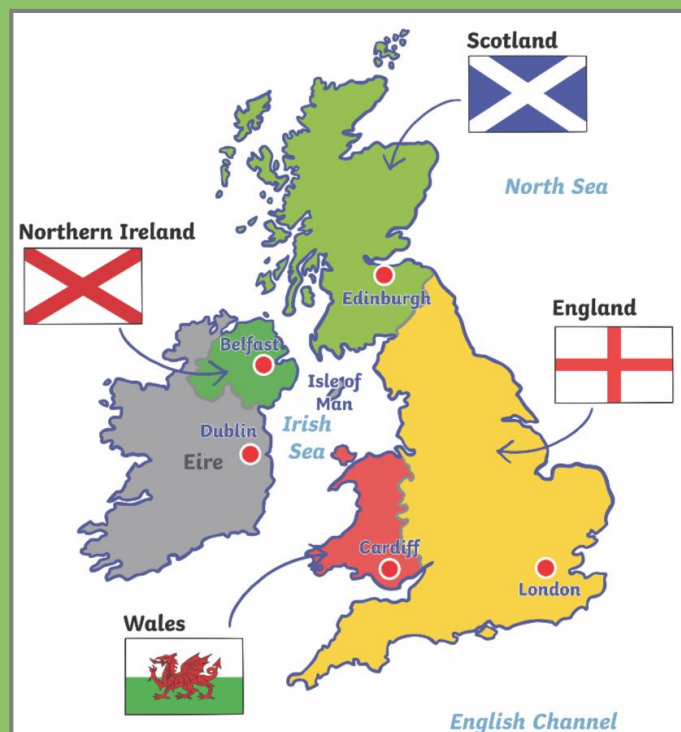 Scotland
North Sea
Northern Ireland
Edinburgh
England
Belfast
Isle of
Man
Irish
Sea
Dublin
Eire
Cardiff
London
Wales
English Channel